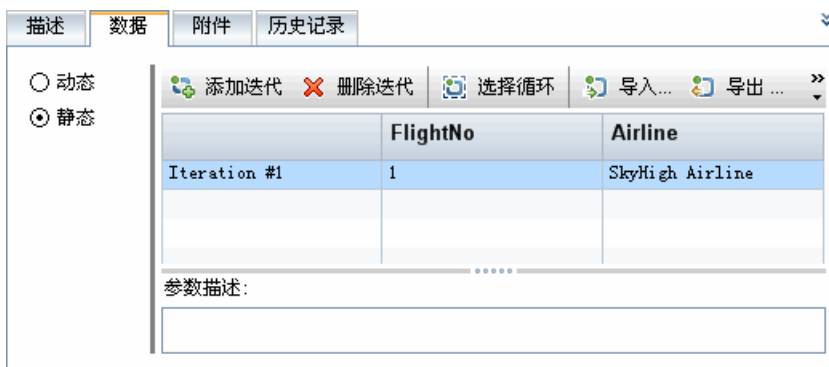 描述 数据 附件 历史记录
动态
静态
添加迭代 删除迭代 选择循环 导入... 导出 ...
FlightNo Airline
Iteration #1 1 SkyHigh Airline
参数描述: